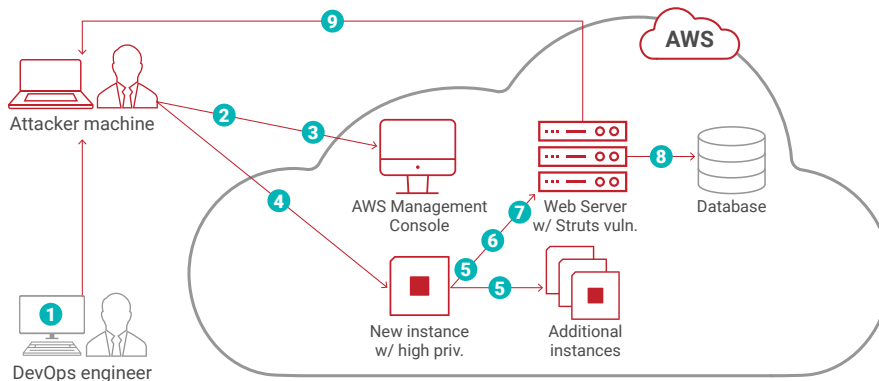 9
AWS
Attacker machine
2
3
AWS Management
Console
Web Server
w/ Struts vuln.
8
Database
4
7
6
5
5
New instance
w/ high priv.
Additional
instances
1
DevOps engineer